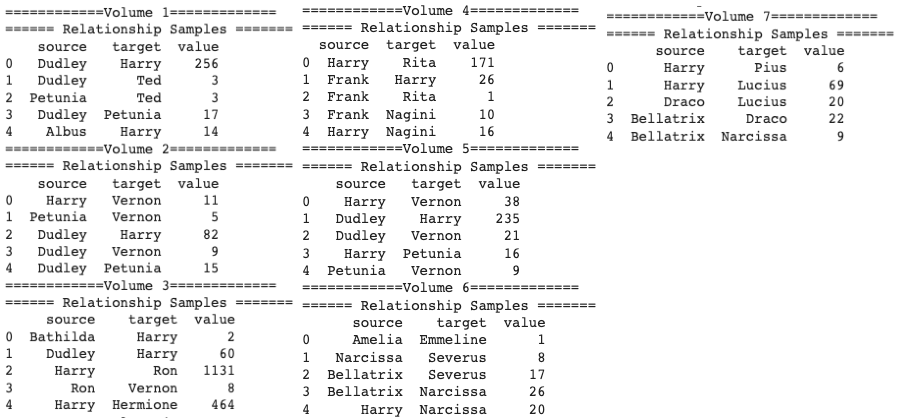 ============Volume 1=============
====== Relationship Samples =======
source target value
0 Dudley Harry 256
1 Dudley Ted 3
2 Petunia Ted 3
3 Dudley Petunia 17
4 Albus Harry 14
============Volume 2=============
====== Relationship Samples =======
source target value
0 Harry Vernon 11
1 Petunia Vernon 5
2 Dudley Harry 82
3 Dudley Vernon 9
4 Dudley Petunia 15
============Volume 3=============
====== Relationship Samples =======
source target value
0 Bathilda Harry 2
1 Dudley Harry 60
2 Harry Ron 1131
3 Ron Vernon 8
4 Harry Hermione 464
============Volume 4=============
====== Relationship Samples =======
source target value
0 Harry Rita 171
1 Frank Harry 26
2 Frank Rita 1
3 Frank Nagini 10
4 Harry Nagini 16
============Volume 5=============
====== Relationship Samples =======
source target value
0 Harry Vernon 38
1 Dudley Harry 235
2 Dudley Vernon 21
3 Harry Petunia 16
4 Petunia Vernon 9
============Volume 6=============
====== Relationship Samples =======
source target value
0 Amelia Emmeline 1
1 Narcissa Severus 8
2 Bellatrix Severus 17
3 Bellatrix Narcissa 26
4 Harry Narcissa 20
============Volume 7=============
====== Relationship Samples =======
source target value
0 Harry Pius 6
1 Harry Lucius 69
2 Draco Lucius 20
3 Bellatrix Draco 22
4 Bellatrix Narcissa 9